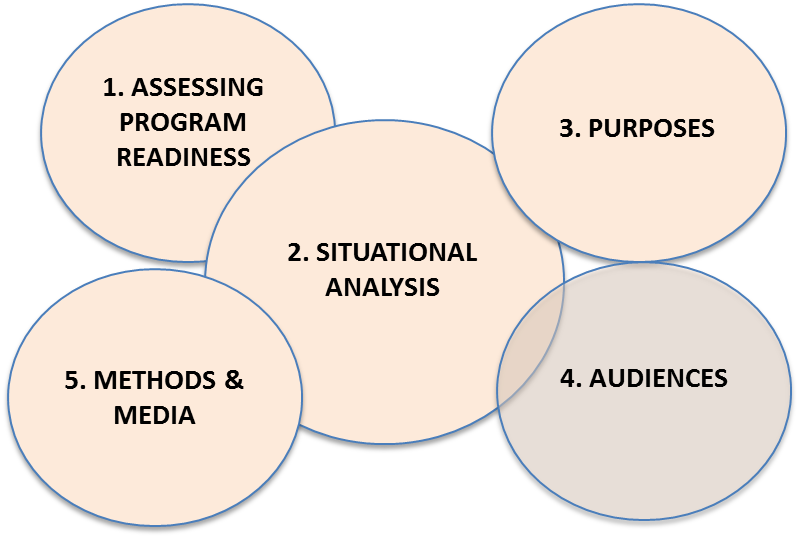 1. ASSESSING
PROGRAM
READINESS
2. SITUATIONAL
ANALYSIS
3. PURPOSES
4. AUDIENCES
5. METHODS &
MEDIA